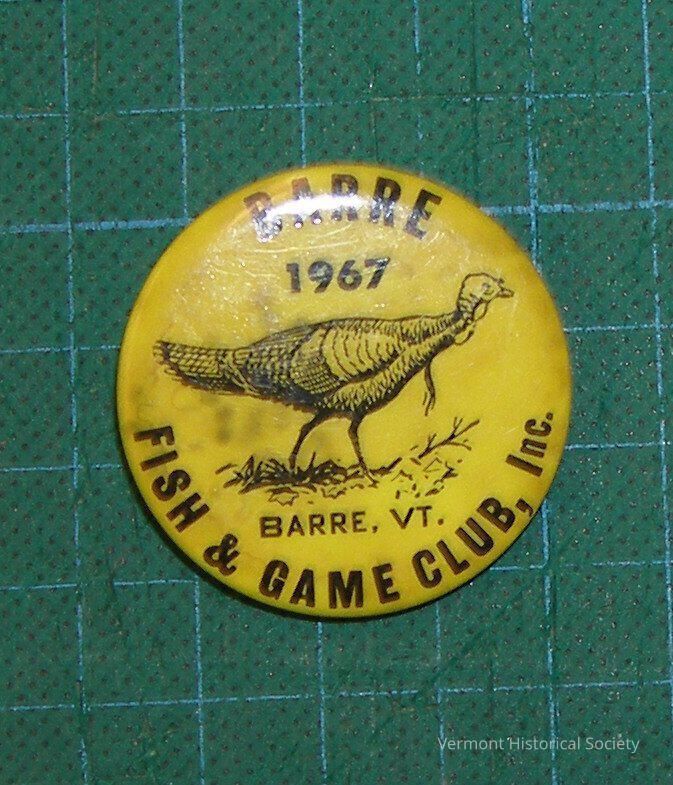 BARRE
1967
BARRE, VT.
FISH & GAME CLUB, Inc.
Vermont Historical Society